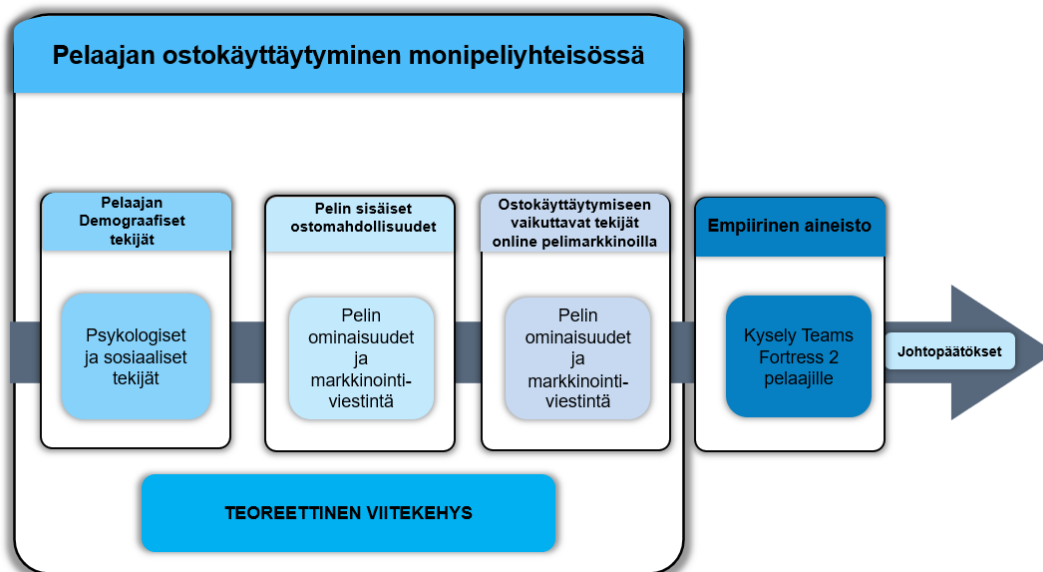 Pelaajan ostokäyttäytyminen monipeliyhteisössä
Pelaajan
Demograafiset
tekijät
Psykologiset
ja sosiaaliset
tekijät
Pelin sisäiset
ostomahdollisuudet
Pelin
ominaisuudet
ja
markkinointi-
viestintä
Ostokäyttäytymiseen
vaikuttavat tekijät
online pelimarkkinoilla
Pelin
ominaisuudet
ja
markkinointi-
viestintä
Empiirinen aineisto
Kysely Teams
Fortress 2
pelaajille
Johtopäätökset
TEOREETTINEN VIITEKEHYS